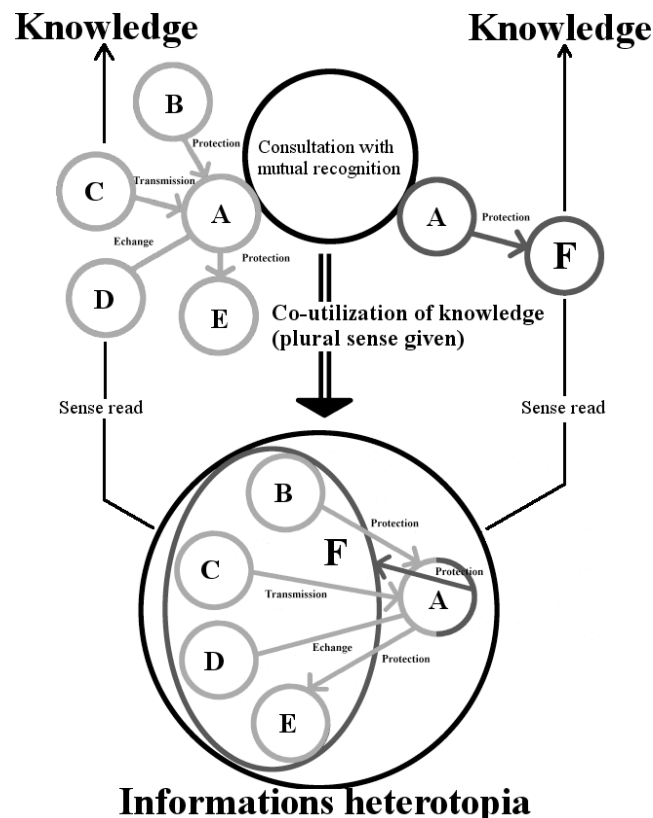 Knowledge
Knowledge
B
Protection
Consultation with
mutual recognition
C
Transmission
A
A
Protection
F
Echange
Protection
D
E
Co-utilization of knowledge
(plural sense given)
Sense read
Sense read
B
Protection
F
C
Protection
A
Transmission
D
Echange
Protection
E
Informations heterotopia